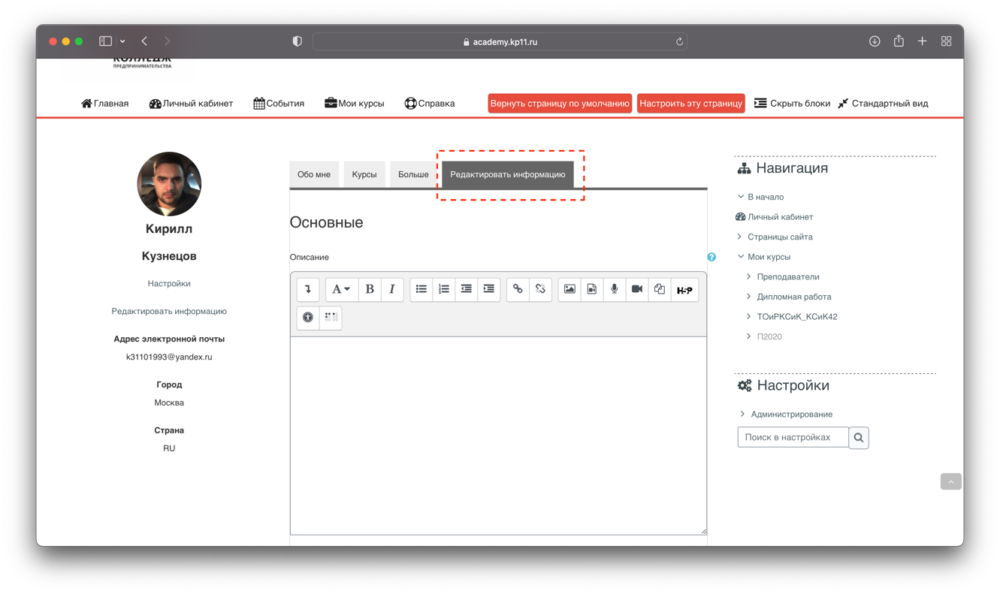 academy.kp11.ru
КОЛЛЕДЖ
ПРЕДПРИНИМАТЕЛЬСТВА
Главная Личный кабинет События Мои курсы Справка Вернуть страницу по умолчанию Настроить эту страницу Скрыть блоки Стандартный вид
Кирилл
Кузнецов
Настройки
Редактировать информацию
Адрес электронной почты
k31101993@yandex.ru
Город
Москва
Страна
RU
Обо мне Курсы Больше Редактировать информацию
Основные
Описание
?
A B I H5P
Навигация
В начало
Личный кабинет
Страницы сайта
Мои курсы
Преподаватели
Дипломная работа
ТОиРКСиК_КСиК42
П2020
Настройки
Администрирование
Поиск в настройках